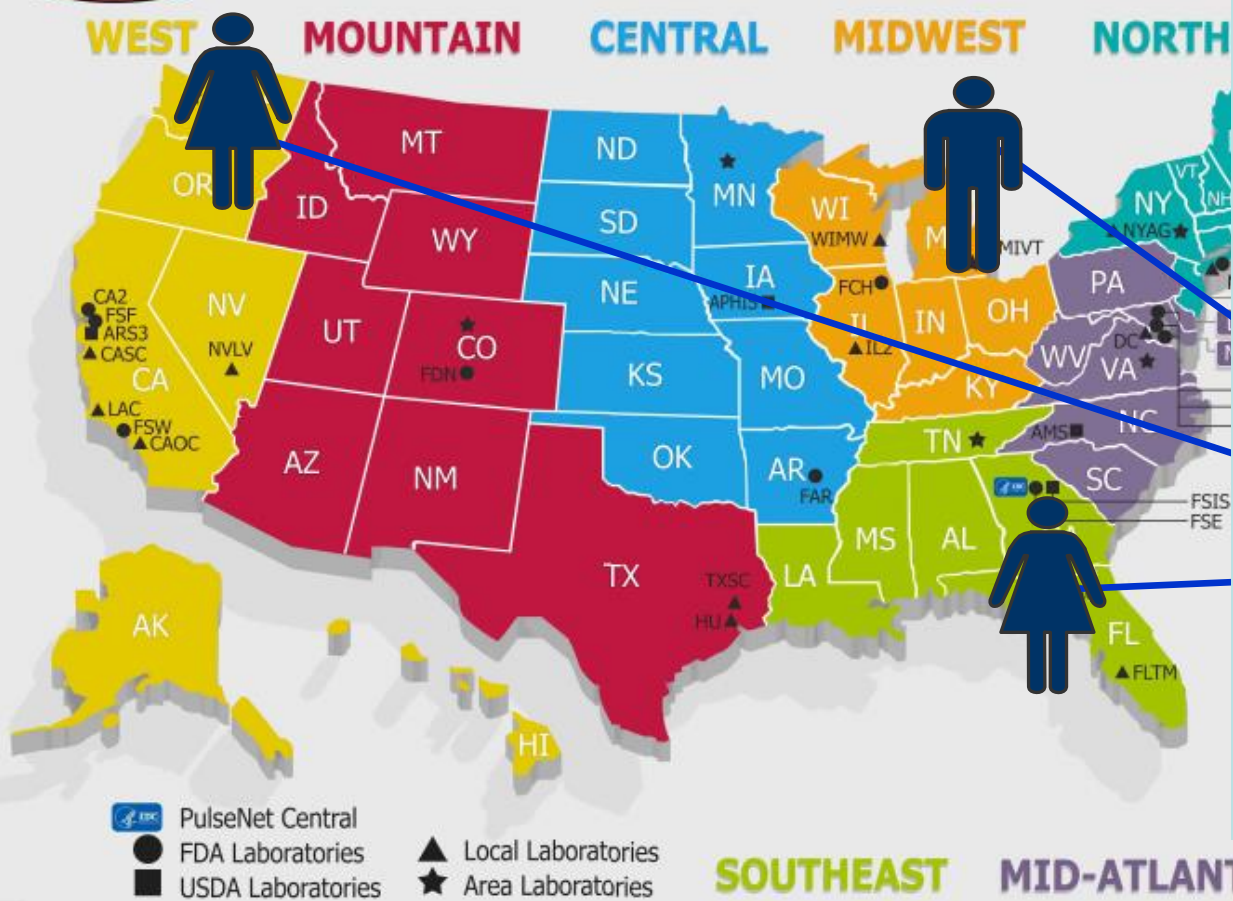 WEST MOUNTAIN CENTRAL MIDWEST NORTH
MT
ND
MN
OR
ID
SD
WI
VT
NY
NH
WY
WIMW
MIVT
NYAG
CA2
FSF
ARS3
CASC
NV
NVLV
NE
IA
APHIS
FCH
PA
UT
CO
FDN
IL
IL2
IN
OH
DC
WV
VA
CA
KS
MO
KY
LAC
FSW
CAOC
TN
AMS
NC
AZ
NM
OK
AR
FAR
SC
CDC
FSIS
FSE
MS
AL
TX
LA
TXSC
HU
AK
FL
FLTM
HI
CDC PulseNet Central
FDA Laboratories
Local Laboratories
USDA Laboratories
Area Laboratories
SOUTHEAST MID-ATLANT